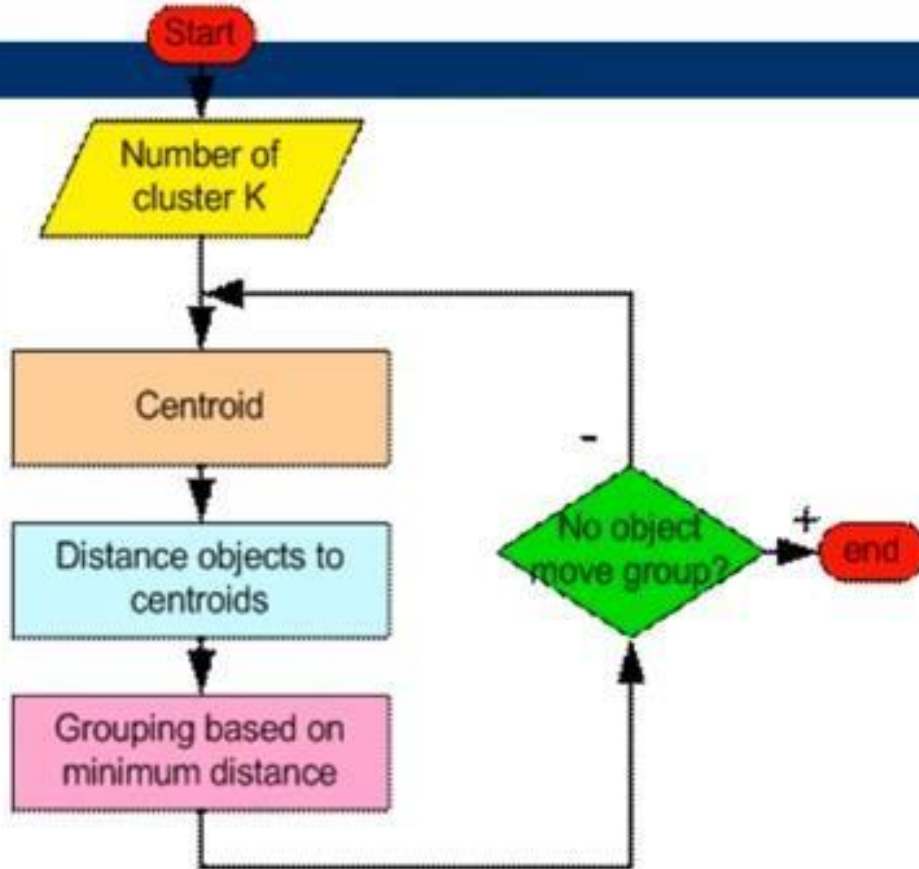 Start
Number of
cluster K
Centroid
Distance objects to
centroids
Grouping based on
minimum distance
-
No object
move group?
+
end